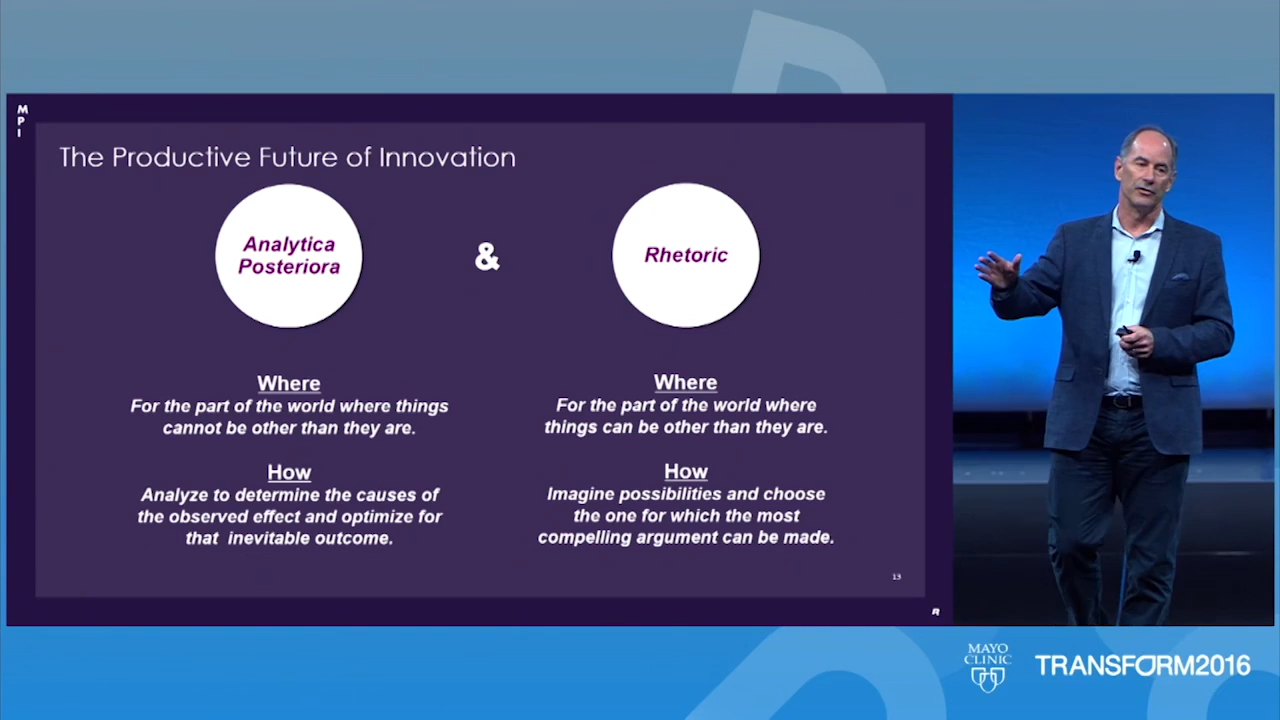 MPI
The Productive Future of Innovation
Analytica
Posteriora
&
Rhetoric
Where
For the part of the world where things
cannot be other than they are.
How
Analyze to determine the causes of
the observed effect and optimize for
that inevitable outcome.
Where
For the part of the world where
things can be other than they are.
How
Imagine possibilities and choose
the one for which the most
compelling argument can be made.
13
R
MAYO
CLINIC
TRANSFORM2016